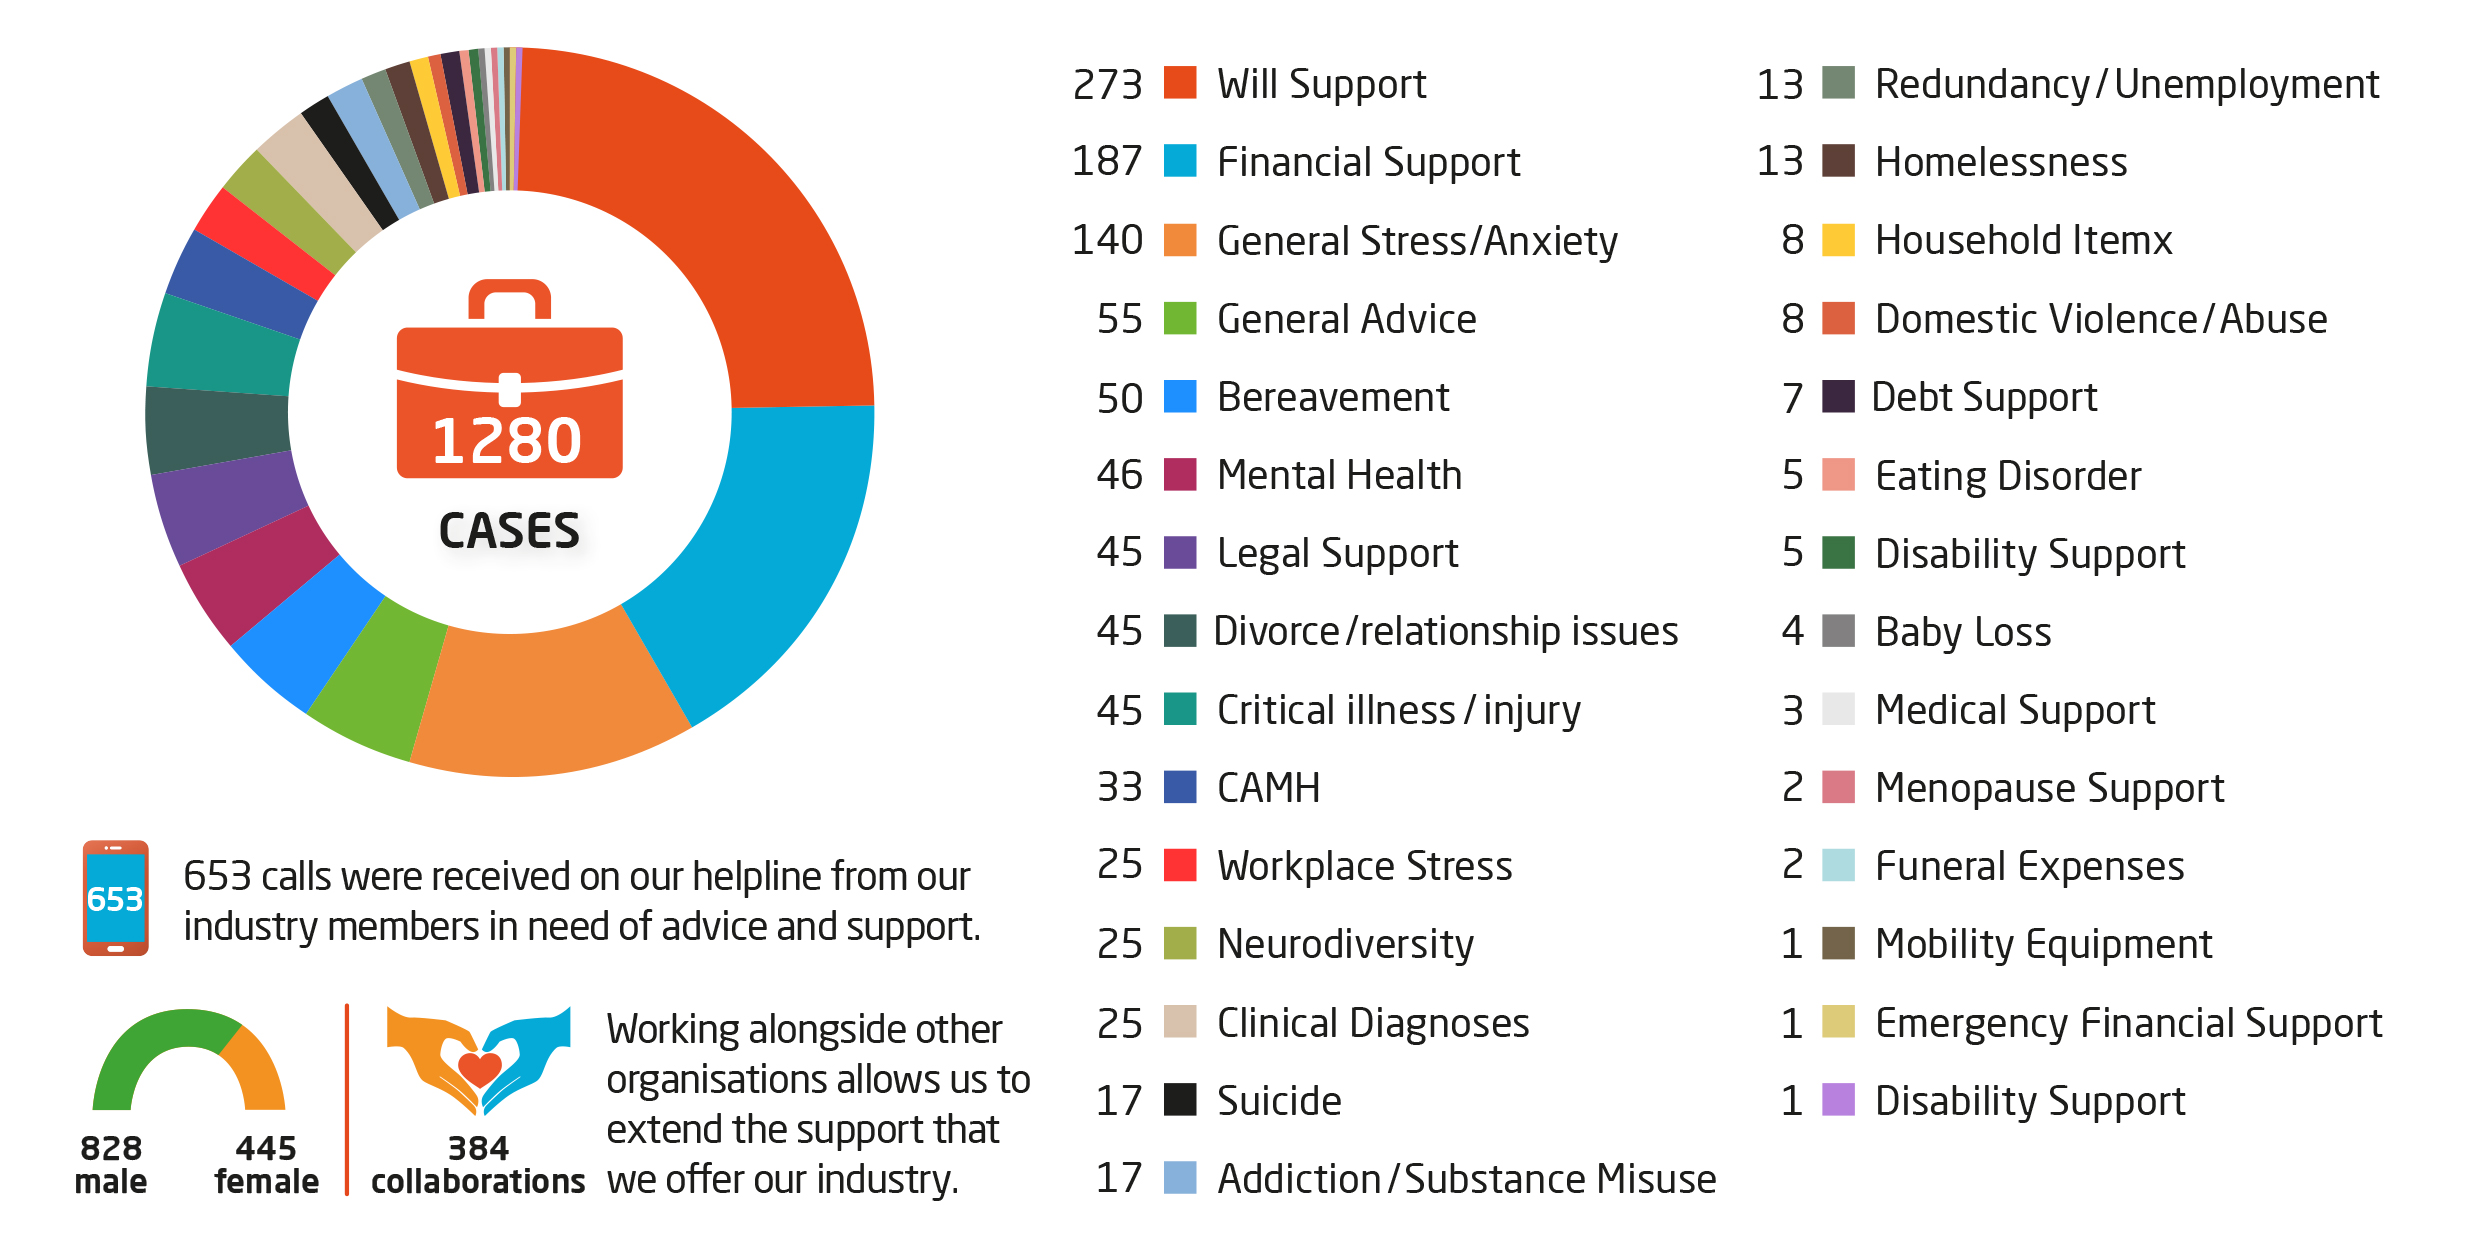 1280
CASES
653
653 calls were received on our helpline from our
industry members in need of advice and support.
828
male
445
female
384
collaborations
Working alongside other
organisations allows us to
extend the support that
we offer our industry.
273 Will Support
187 Financial Support
140 General Stress/Anxiety
55 General Advice
50 Bereavement
46 Mental Health
45 Legal Support
45 Divorce/relationship issues
45 Critical illness/injury
33 CAMH
25 Workplace Stress
25 Neurodiversity
25 Clinical Diagnoses
17 Suicide
17 Addiction/Substance Misuse
13 Redundancy/Unemployment
13 Homelessness
8 Household Itemx
8 Domestic Violence/Abuse
7 Debt Support
5 Eating Disorder
5 Disability Support
4 Baby Loss
3 Medical Support
2 Menopause Support
2 Funeral Expenses
1 Mobility Equipment
1 Emergency Financial Support
1 Disability Support